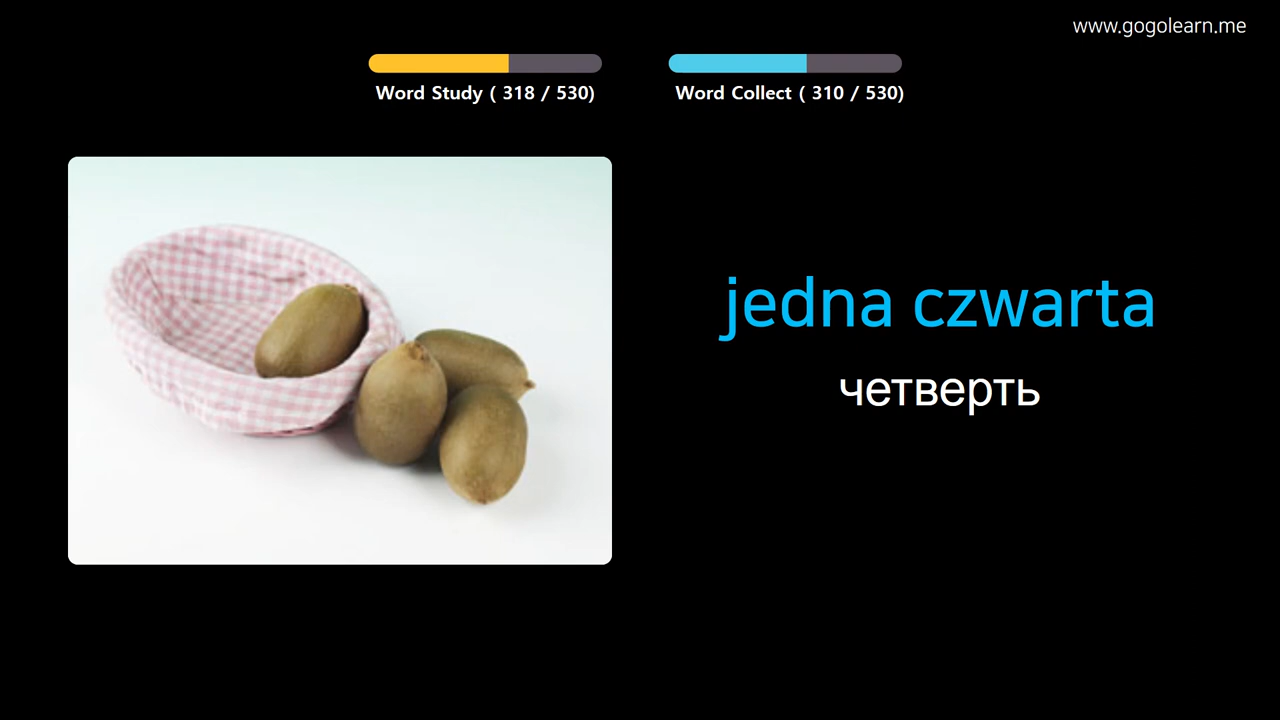 www.gogolearn.me
Word Study ( 318 / 530)
Word Collect ( 310 / 530)
jedna czwarta
четверть